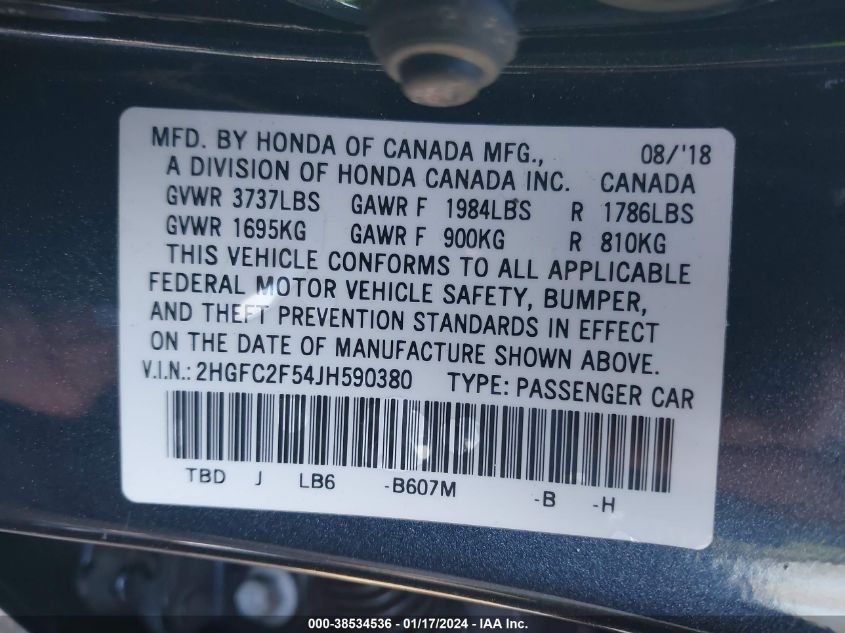 MFD. BY HONDA OF CANADA MFG., 08/'18
A DIVISION OF HONDA CANADA INC. CANADA
GVWR 3737LBS GAWR F 1984LBS R 1786LBS
GVWR 1695KG GAWR F 900KG R 810KG
THIS VEHICLE CONFORMS TO ALL APPLICABLE
FEDERAL MOTOR VEHICLE SAFETY, BUMPER,
AND THEFT PREVENTION STANDARDS IN EFFECT
ON THE DATE OF MANUFACTURE SHOWN ABOVE.
V.I.N.: 2HGFC2F54JH590380 TYPE: PASSENGER CAR
TBD J LB6 -B607M -B -H
000-38534536 - 01/17/2024 - IAA Inc.